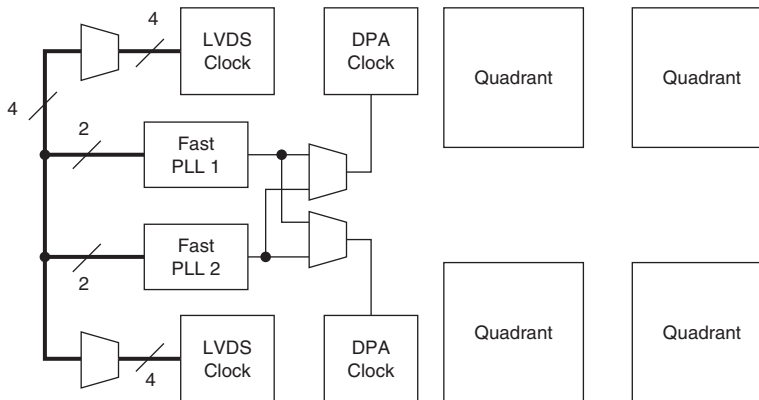 4
4
LVDS
Clock
DPA
Clock
Quadrant
Quadrant
2
Fast
PLL 1
Fast
PLL 2
2
LVDS
Clock
4
DPA
Clock
Quadrant
Quadrant